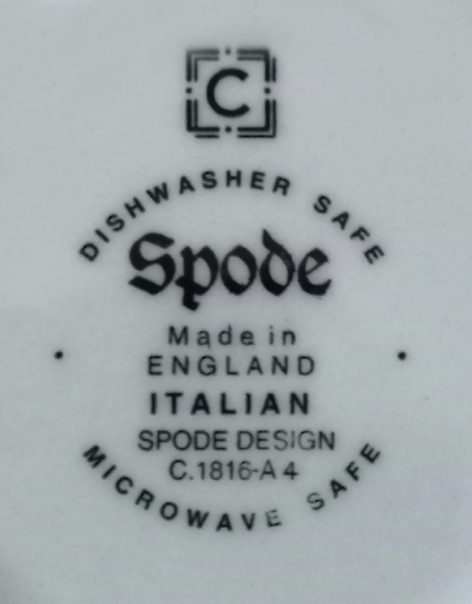 C
DISHWASHER SAFE
Spode
Made in
ENGLAND
ITALIAN
SPODE DESIGN
C.1816-A 4
MICROWAVE SAFE